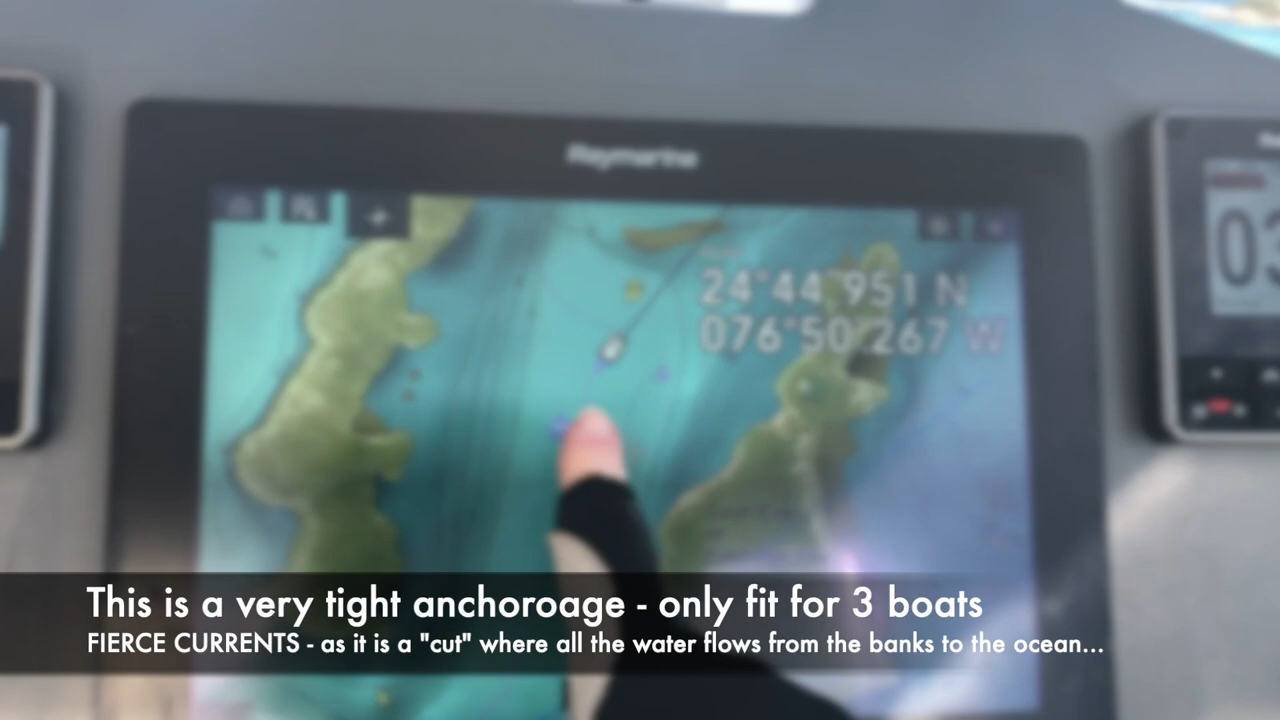 Raymarine
24°44'951 N
076°50'267 W
03
This is a very tight anchoroage - only fit for 3 boats
FIERCE CURRENTS - as it is a "cut" where all the water flows from the banks to the ocean...